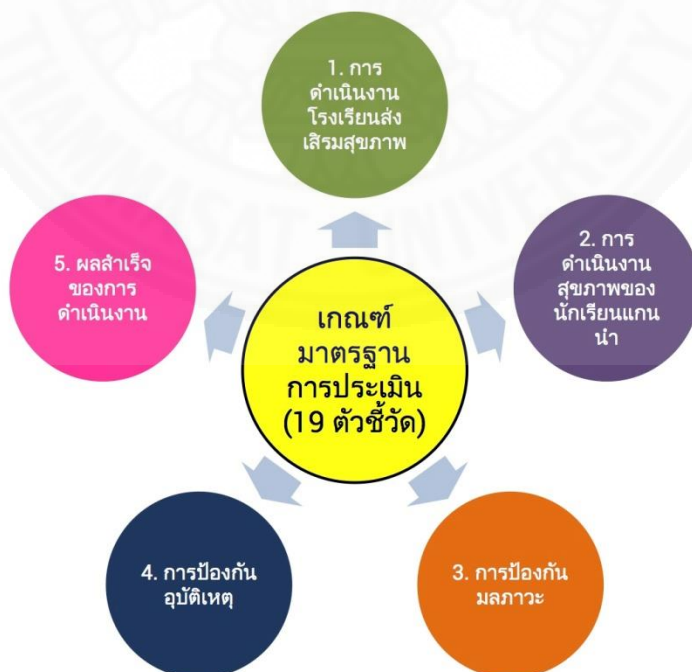 1. การ
ดำเนินงาน
โรงเรียนส่ง
เสิรมสุขภาพ
2. การ
ดำเนินงาน
สุขภาพของ
นักเรียนแกน
นำ
3. การป้องกัน
มลภาวะ
4. การป้องกัน
อุบัติเหตุ
5. ผลสำเร็จ
ของการ
ดำเนินงาน
เกณฑ์
มาตรฐาน
การประเมิน
(19 ตัวชี้วัด)